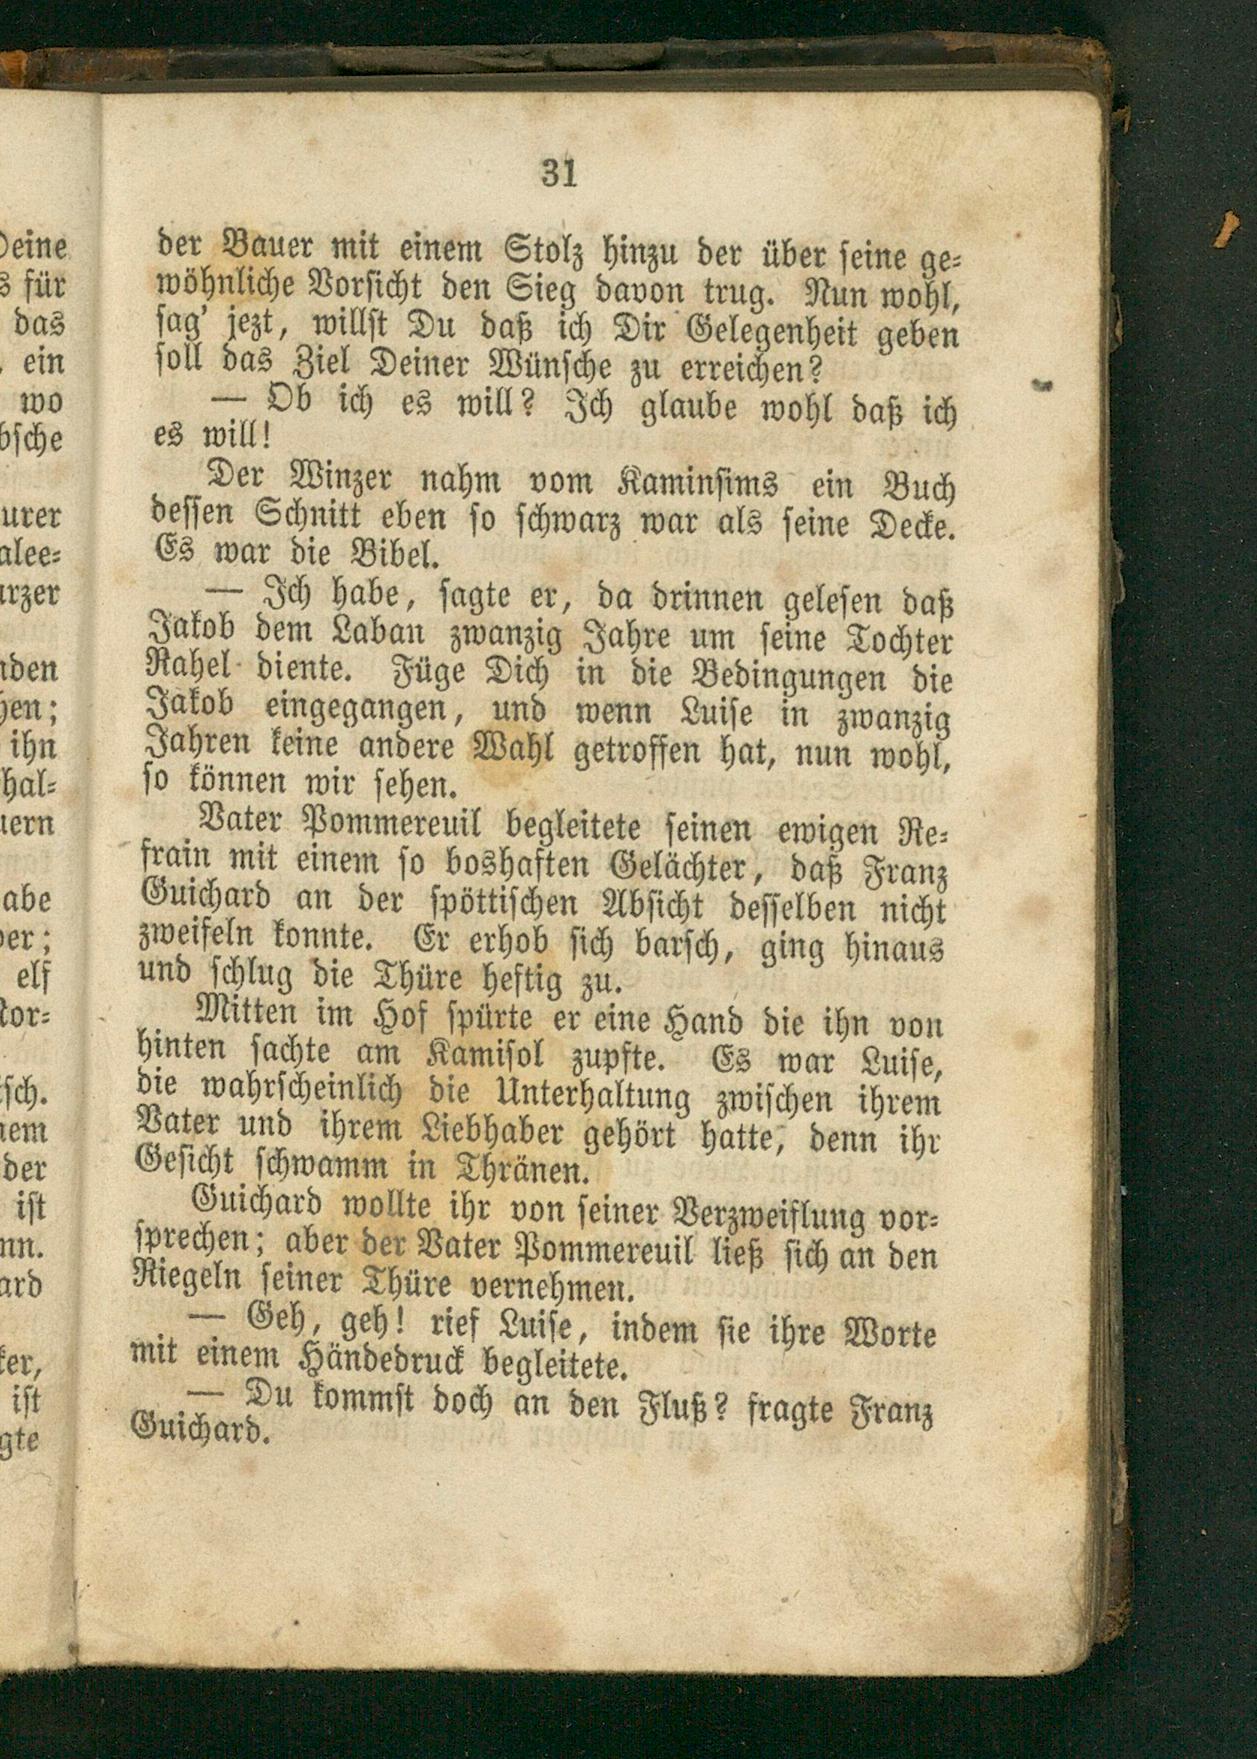 31
der Bauer mit einem Stolz hinzu der über seine ge-
wöhnliche Vorsicht den Sieg davon trug. Nun wohl,
sag' jezt, willst Du daß ich Dir Gelegenheit geben
soll das Ziel Deiner Wünsche zu erreichen?
— Ob ich es will? Ich glaube wohl daß ich
es will!
Der Winzer nahm vom Kaminsims ein Buch
dessen Schnitt eben so schwarz war als seine Decke.
Es war die Bibel.
— Ich habe, sagte er, da drinnen gelesen daß
Jakob dem Laban zwanzig Jahre um seine Tochter
Rahel diente. Füge Dich in die Bedingungen die
Jakob eingegangen, und wenn Luise in zwanzig
Jahren keine andere Wahl getroffen hat, nun wohl,
so können wir sehen.
Vater Pommereuil begleitete seinen ewigen Re-
frain mit einem so boshaften Gelächter, daß Franz
Guichard an der spöttischen Absicht desselben nicht
zweifeln konnte. Er erhob sich barsch, ging hinaus
und schlug die Thüre heftig zu.
Mitten im Hof spürte er eine Hand die ihn von
hinten sachte am Kamisol zupfte. Es war Luise,
die wahrscheinlich die Unterhaltung zwischen ihrem
Vater und ihrem Liebhaber gehört hatte, denn ihr
Gesicht schwamm in Thränen.
Guichard wollte ihr von seiner Verzweiflung vor-
sprechen; aber der Vater Pommereuil ließ sich an den
Riegeln seiner Thüre vernehmen.
— Geh, geh! rief Luise, indem sie ihre Worte
mit einem Händedruck begleitete.
— Du kommst doch an den Fluß? fragte Franz
Guichard.